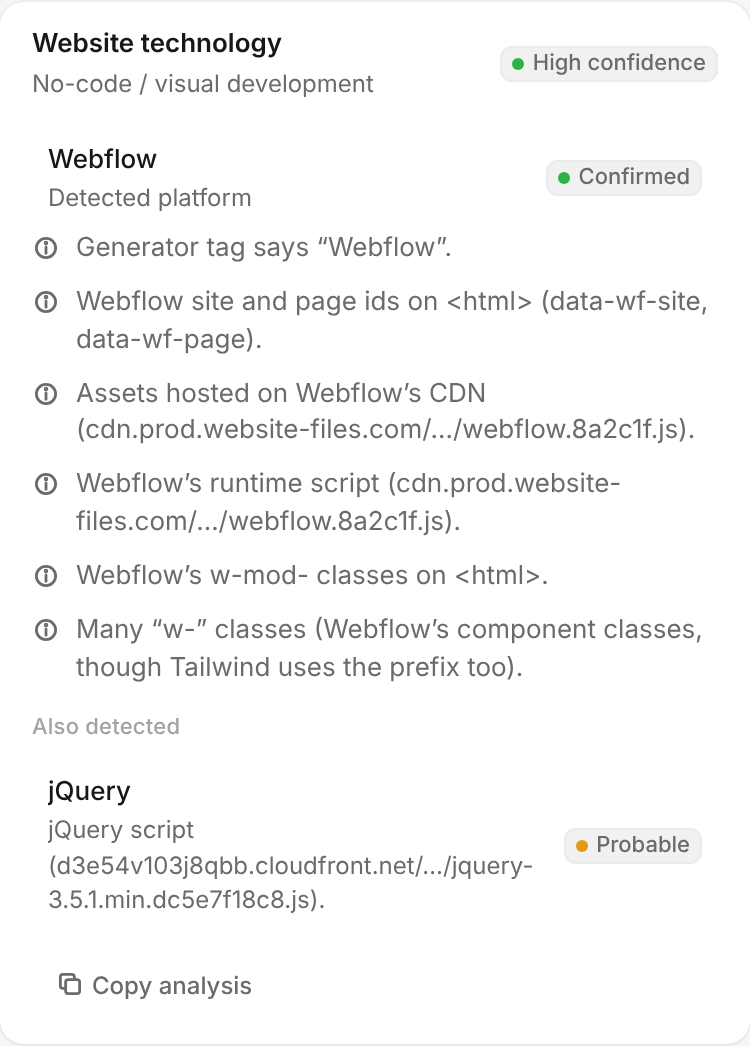 Website technology
No-code / visual development
High confidence
Webflow
Detected platform
Confirmed
Generator tag says “Webflow”.
Webflow site and page ids on <html> (data-wf-site,
data-wf-page).
Assets hosted on Webflow’s CDN
(cdn.prod.website-files.com/…/webflow.8a2c1f.js).
Webflow’s runtime script (cdn.prod.website-
files.com/…/webflow.8a2c1f.js).
Webflow’s w-mod- classes on <html>.
Many “w-” classes (Webflow’s component classes,
though Tailwind uses the prefix too).
Also detected
jQuery
jQuery script
(d3e54v103j8qbb.cloudfront.net/…/jquery-
3.5.1.min.dc5e7f18c8.js).
Probable
Copy analysis